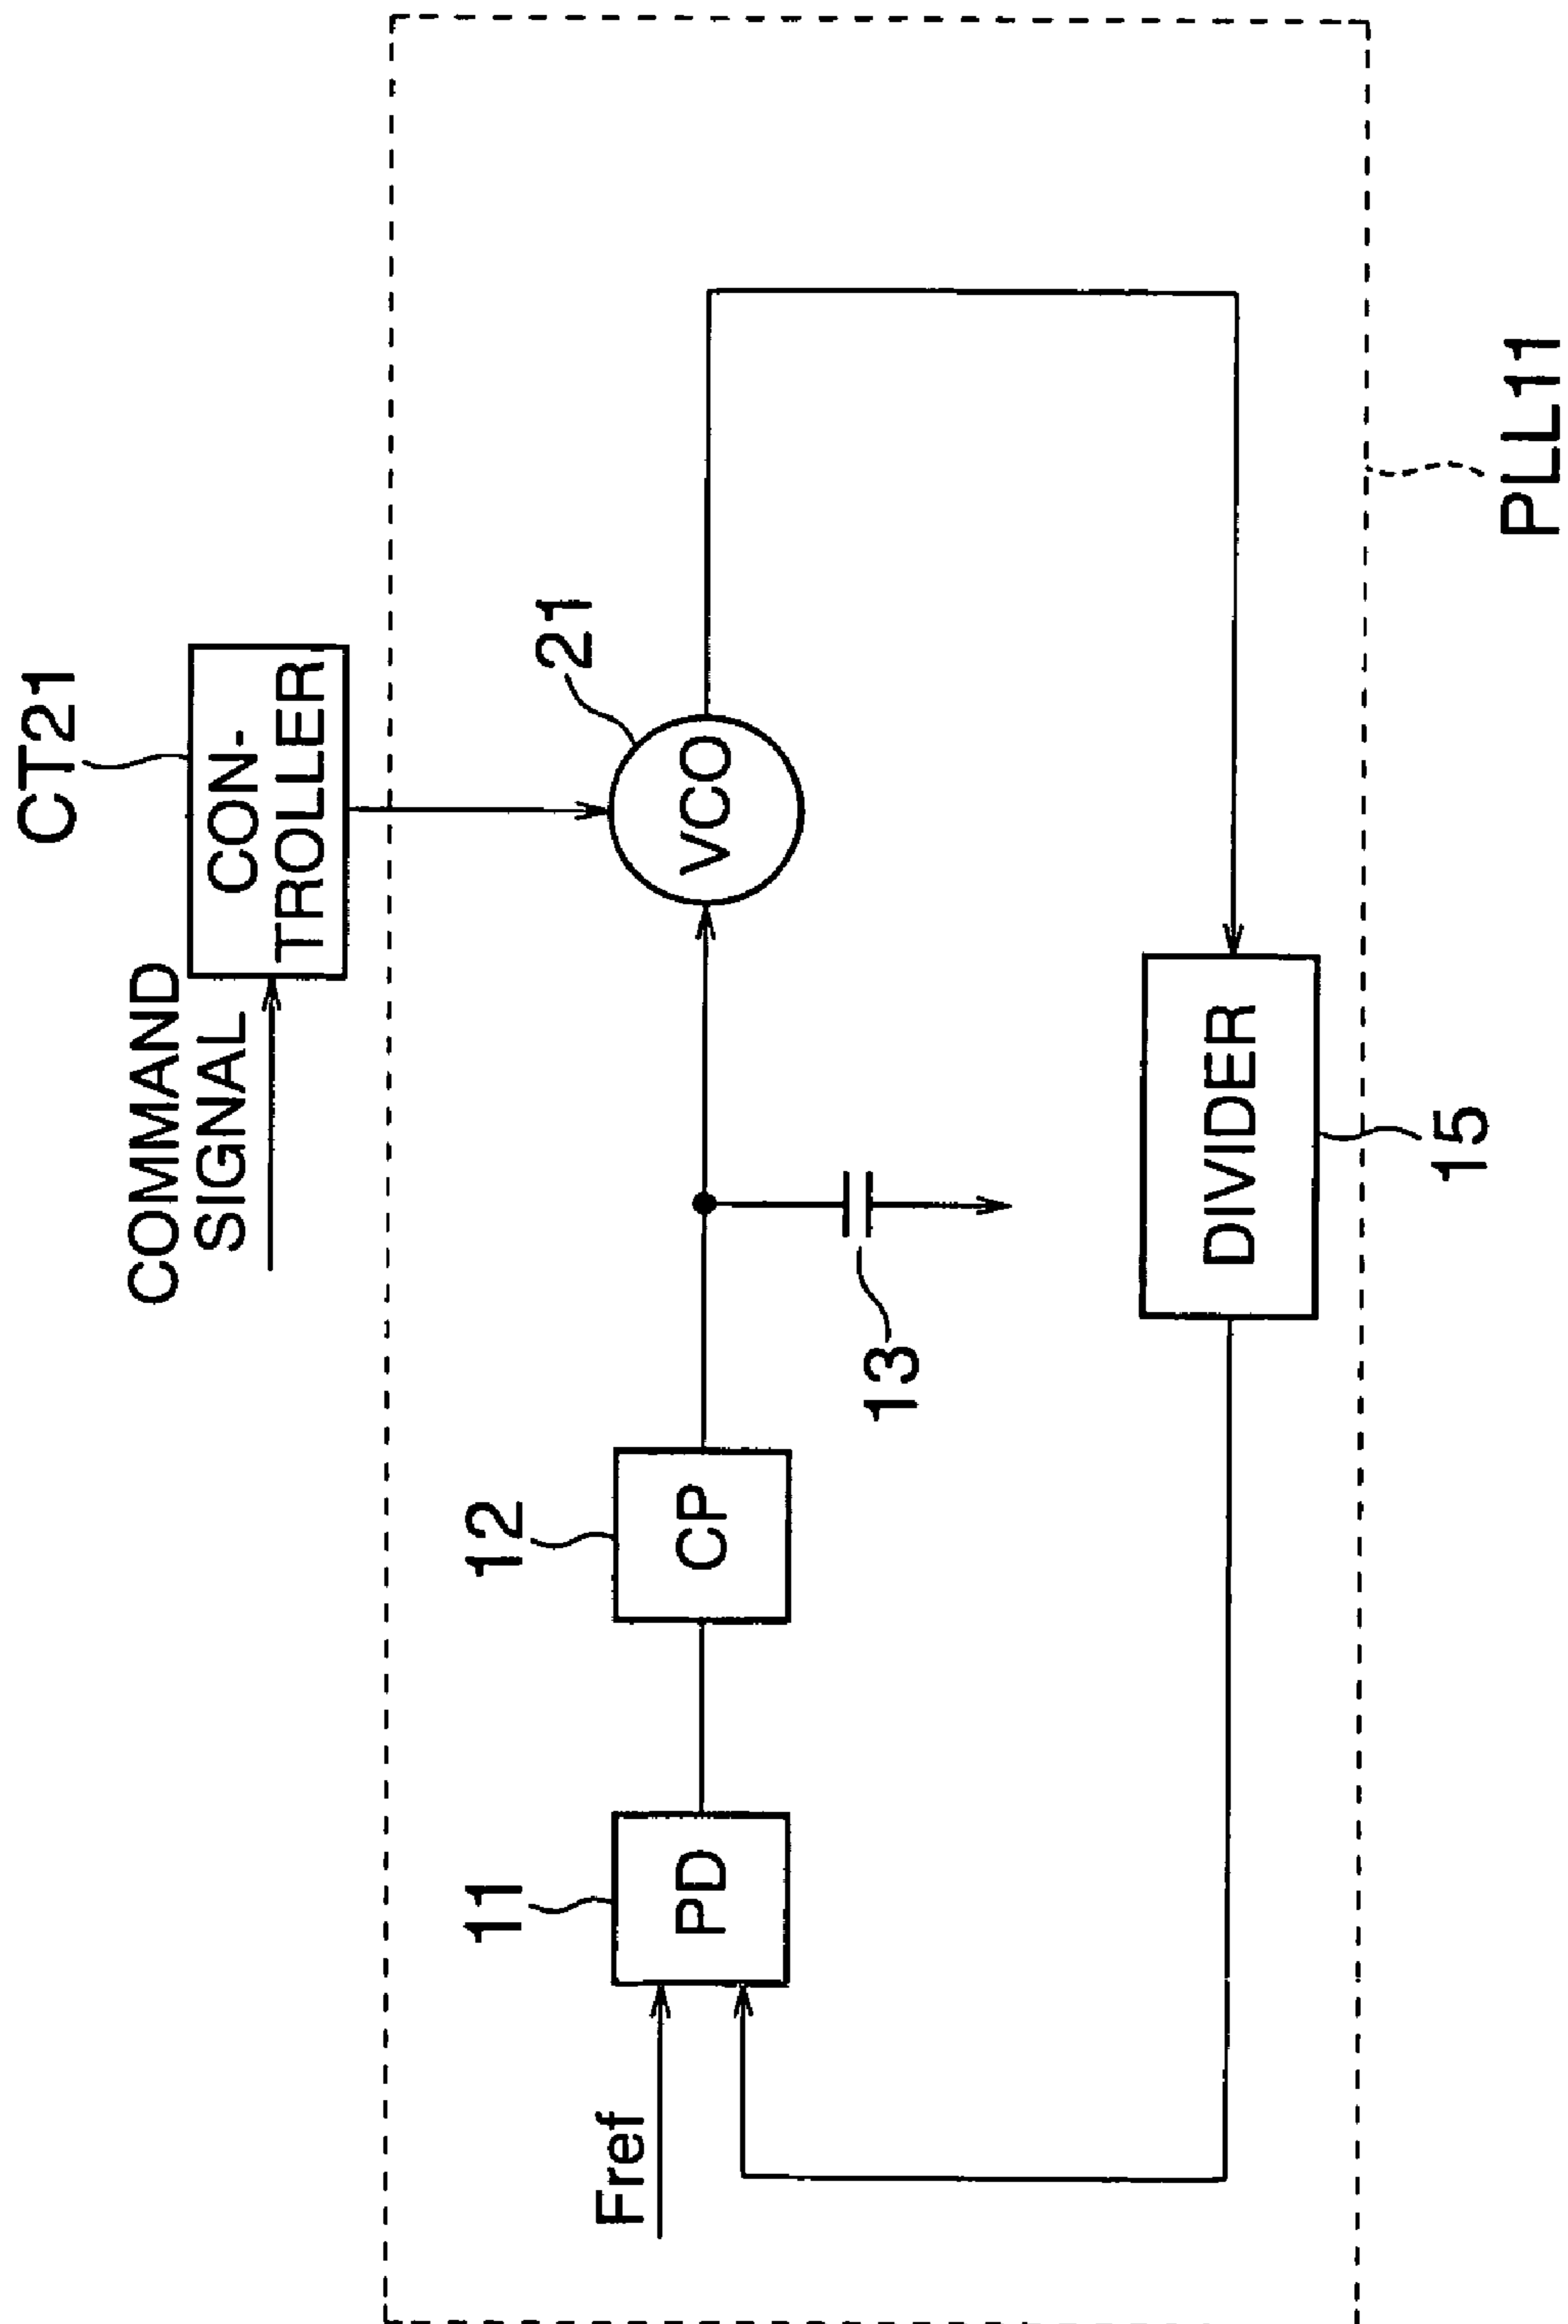 COMMAND
SIGNAL
CT21
CON-
TROLLER
Fref
11
PD
12
CP
13
21
VCO
DIVIDER
15
PLL11